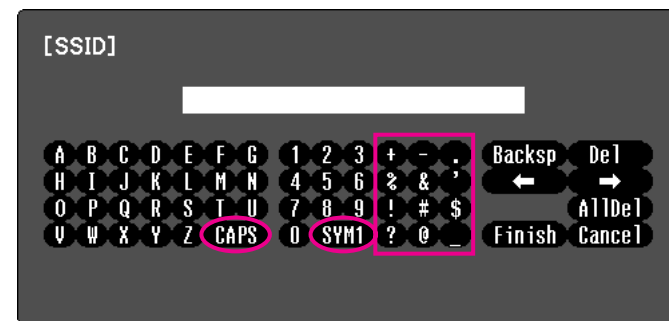 [SSID]
A B C D E F G 1 2 3 + - . Backsp Del
H I J K L M N 4 5 6 % & ’ ← →
O P Q R S T U 7 8 9 ! # $ AllDel
V W X Y Z CAPS 0 SYM1 ? @ _ Finish Cancel